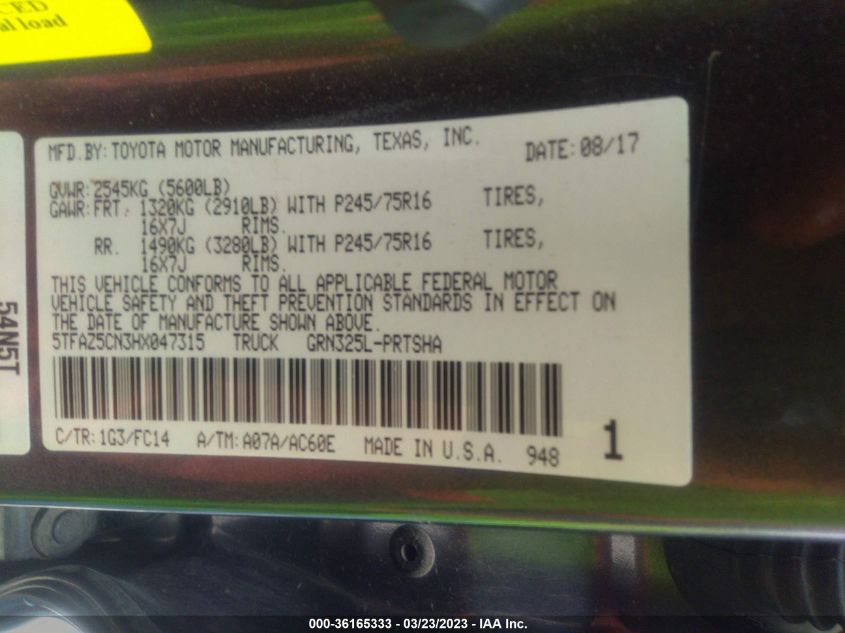 CED
al load
MFD.BY: TOYOTA MOTOR MANUFACTURING, TEXAS, INC. DATE: 08/17
GVWR: 2545KG (5600LB)
GAWR: FRT. 1320KG (2910LB) WITH P245/75R16 TIRES,
16X7J RIMS.
RR. 1490KG (3280LB) WITH P245/75R16 TIRES,
16X7J RIMS.
THIS VEHICLE CONFORMS TO ALL APPLICABLE FEDERAL MOTOR
VEHICLE SAFETY AND THEFT PREVENTION STANDARDS IN EFFECT ON
THE DATE OF MANUFACTURE SHOWN ABOVE.
5TFAZ5CN3HX047315 TRUCK GRN325L-PRTSHA
C/TR: 1G3/FC14 A/TM: A07A/AC60E MADE IN U.S.A. 948 1
54N5T
000-36165333 - 03/23/2023 - IAA Inc.